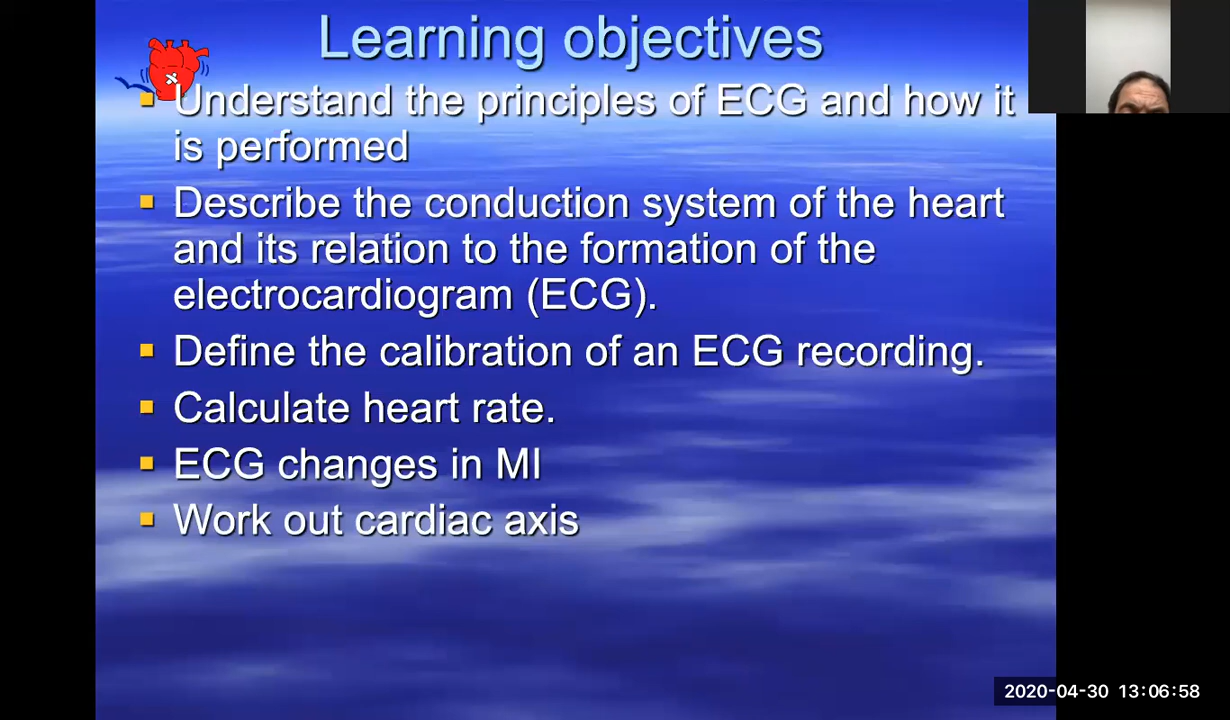 Learning objectives
Understand the principles of ECG and how it
is performed
Describe the conduction system of the heart
and its relation to the formation of the
electrocardiogram (ECG).
Define the calibration of an ECG recording.
Calculate heart rate.
ECG changes in MI
Work out cardiac axis
2020-04-30 13:06:58